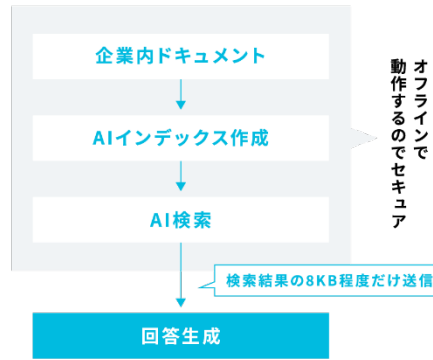 企業内ドキュメント
AIインデックス作成
AI検索
オフラインで
動作するのでセキュア
検索結果の8KB程度だけ送信
回答生成